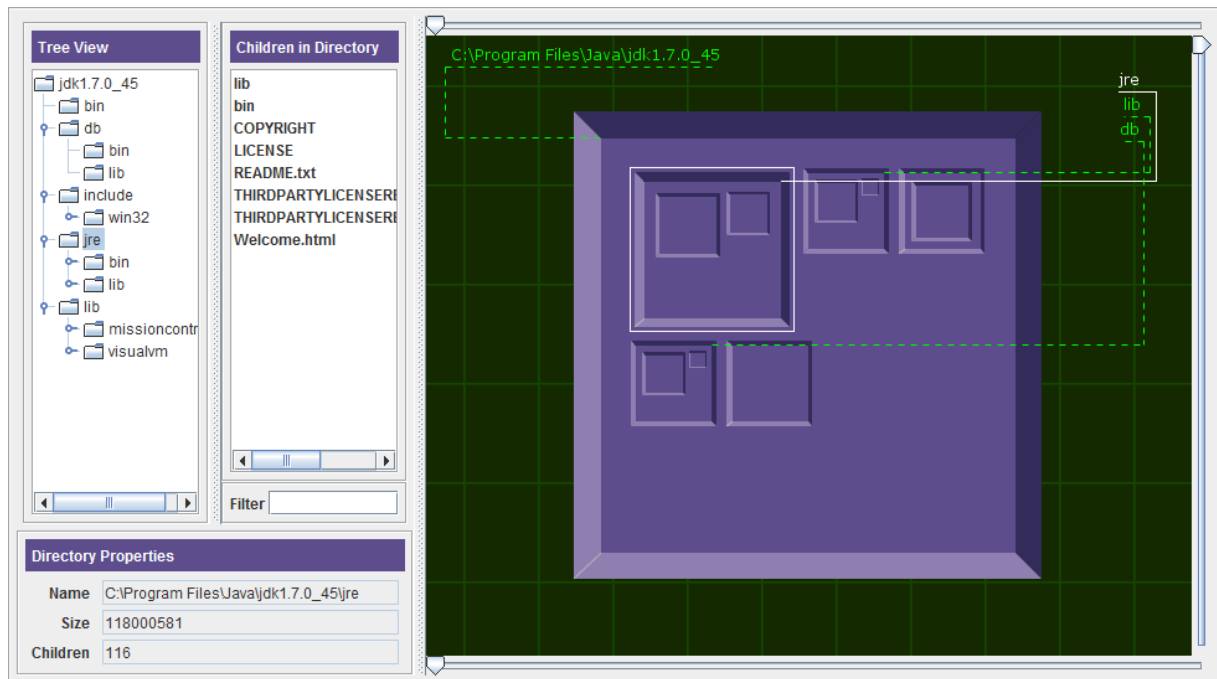 Tree View
jdk1.7.0_45
bin
db
bin
lib
include
win32
jre
bin
lib
lib
missioncontr
visualvm
Children in Directory
lib
bin
COPYRIGHT
LICENSE
README.txt
THIRDPARTYLICENSERE
THIRDPARTYLICENSERE
Welcome.html
Filter
Directory Properties
Name C:\Program Files\Java\jdk1.7.0_45\jre
Size 118000581
Children 116
C:\Program Files\Java\jdk1.7.0_45
jre
lib
db